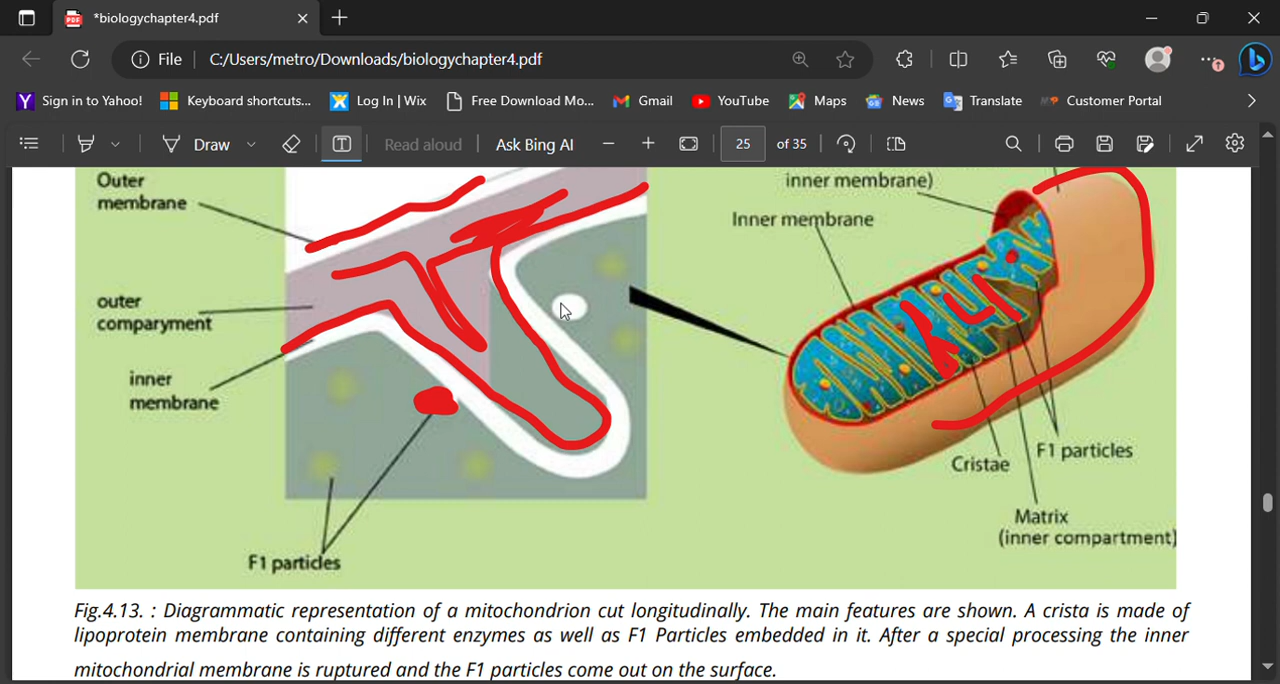 *biologychapter4.pdf
File C:/Users/metro/Downloads/biologychapter4.pdf
Sign in to Yahoo! Keyboard shortcuts... Log In | Wix Free Download Mo... Gmail YouTube Maps News Translate Customer Portal
Draw Read aloud Ask Bing AI 25 of 35
Outer
membrane
outer
comparyment
inner
membrane
F1 particles
inner membrane)
Inner membrane
F1 particles
Cristae
Matrix
(inner compartment)
Fig.4.13. : Diagrammatic representation of a mitochondrion cut longitudinally. The main features are shown. A crista is made of
lipoprotein membrane containing different enzymes as well as F1 Particles embedded in it. After a special processing the inner
mitochondrial membrane is ruptured and the F1 particles come out on the surface.